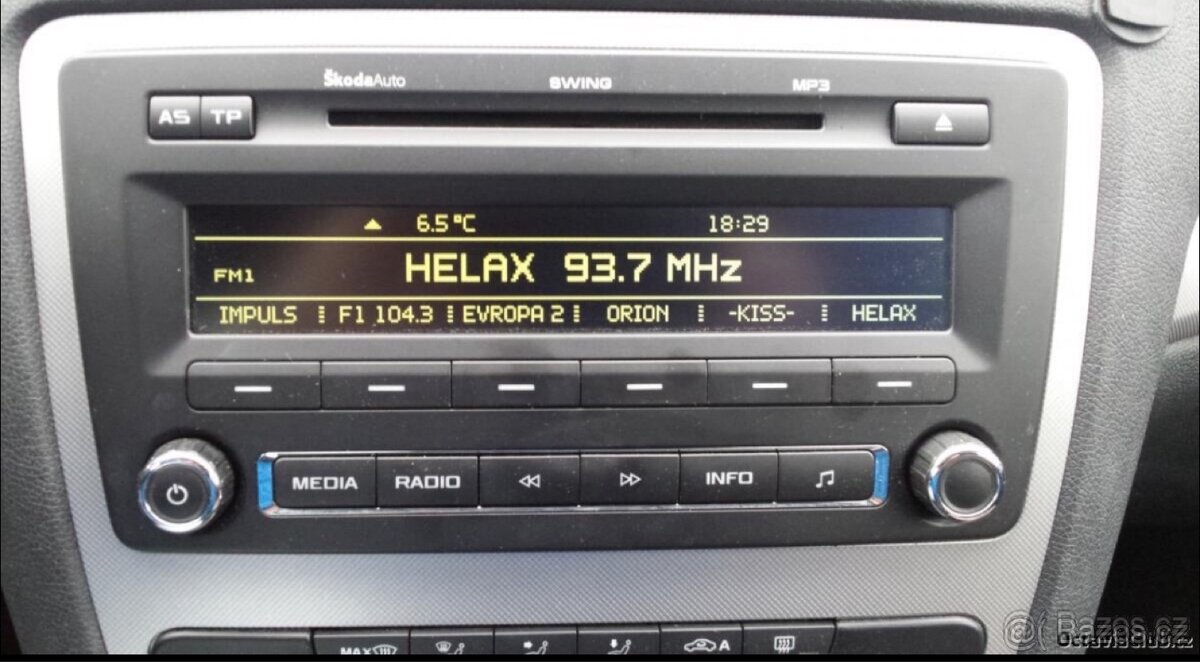 ŠkodaAuto SWING MP3
AS TP
6.5°C 18:29
FM1 HELAX 93.7 MHz
IMPULS F1 104.3 EVROPA 2 ORION -KISS- HELAX
MEDIA RADIO INFO
MAX A
@ Bazos.cz
OctaviaClub.cz